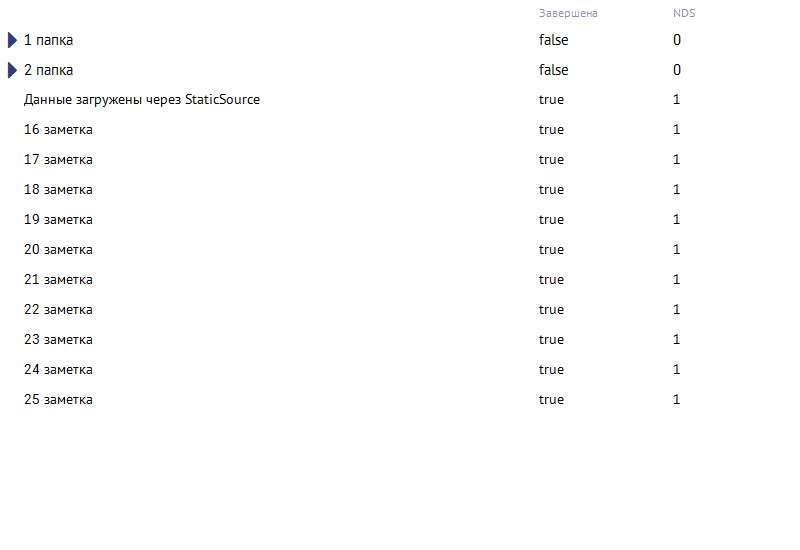 Завершена NDS
1 папка false 0
2 папка false 0
Данные загружены через StaticSource true 1
16 заметка true 1
17 заметка true 1
18 заметка true 1
19 заметка true 1
20 заметка true 1
21 заметка true 1
22 заметка true 1
23 заметка true 1
24 заметка true 1
25 заметка true 1